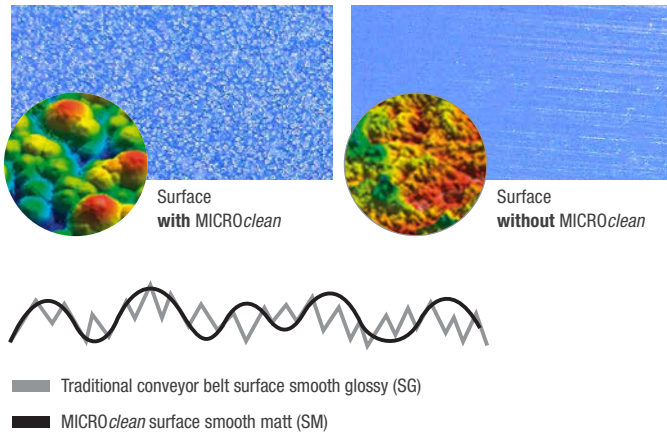 Surface
with MICROclean
Surface
without MICROclean
Traditional conveyor belt surface smooth glossy (SG)
MICROclean surface smooth matt (SM)